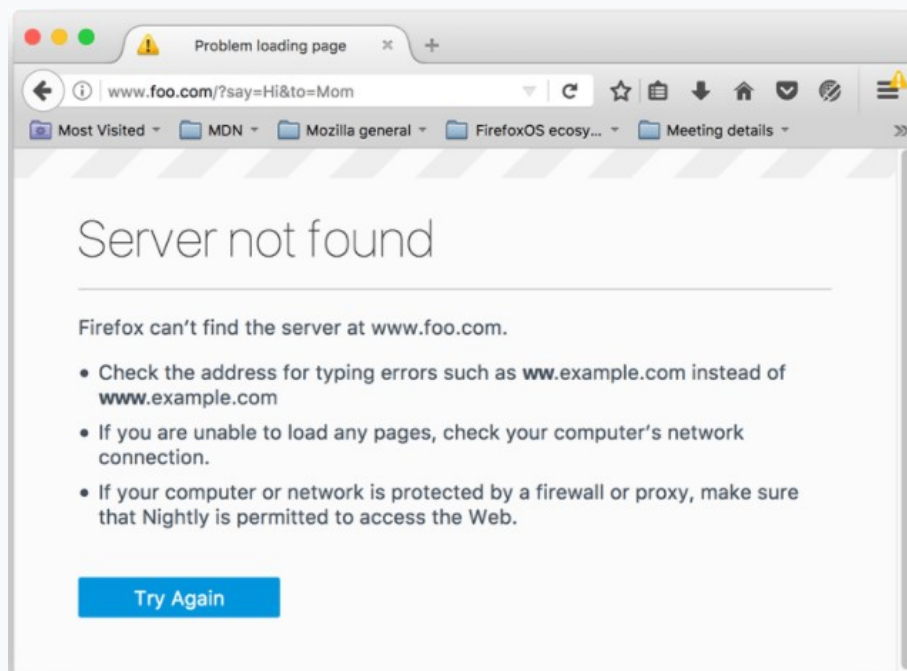 Problem loading page
www.foo.com/?say=Hi&to=Mom
Most Visited
MDN
Mozilla general
FirefoxOS ecosy...
Meeting details
Server not found
Firefox can’t find the server at www.foo.com.
• Check the address for typing errors such as ww.example.com instead of
www.example.com
• If you are unable to load any pages, check your computer’s network
connection.
• If your computer or network is protected by a firewall or proxy, make sure
that Nightly is permitted to access the Web.
Try Again